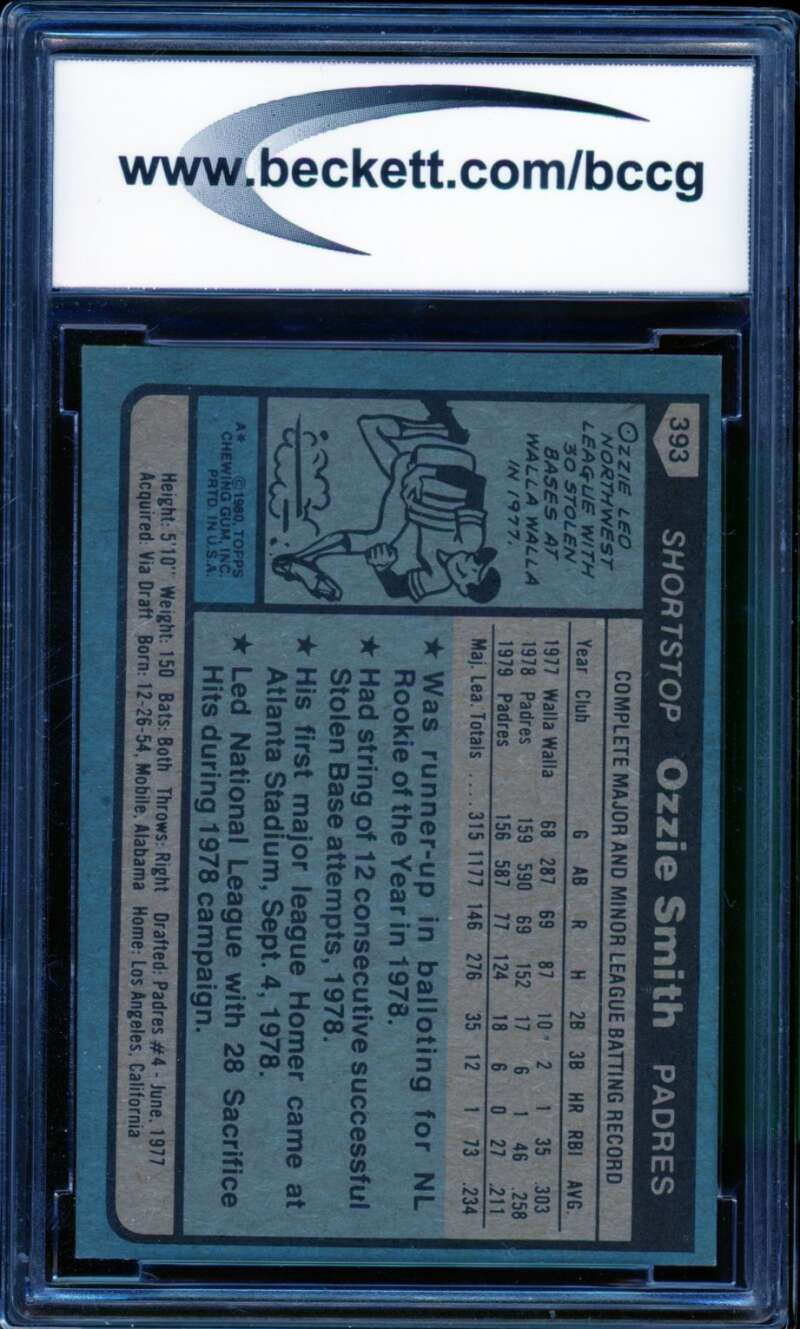 www.beckett.com/bccg
393 SHORTSTOP Ozzie Smith PADRES
OZZIE LED
NORTHWEST
LEAGUE WITH
30 STOLEN
BASES AT
WALLA WALLA
IN 1977.
A* ©1980, TOPPS
CHEWING GUM, INC.
PRTD. IN U.S.A.
COMPLETE MAJOR AND MINOR LEAGUE BATTING RECORD
Year Club G AB R H 2B 3B HR RBI AVG.
1977 Walla Walla 68 287 69 87 10 2 1 35 .303
1978 Padres 159 590 69 152 17 6 1 46 .258
1979 Padres 156 587 77 124 18 6 0 27 .211
Maj. Lea. Totals .... 315 1177 146 276 35 12 1 73 .234
★ Was runner-up in balloting for NL
Rookie of the Year in 1978.
★ Had string of 12 consecutive successful
Stolen Base attempts, 1978.
★ His first major league Homer came at
Atlanta Stadium, Sept. 4, 1978.
★ Led National League with 28 Sacrifice
Hits during 1978 campaign.
Height: 5'10" Weight: 150 Bats: Both Throws: Right Drafted: Padres #4 - June, 1977
Acquired: Via Draft Born: 12-26-54, Mobile, Alabama Home: Los Angeles, California